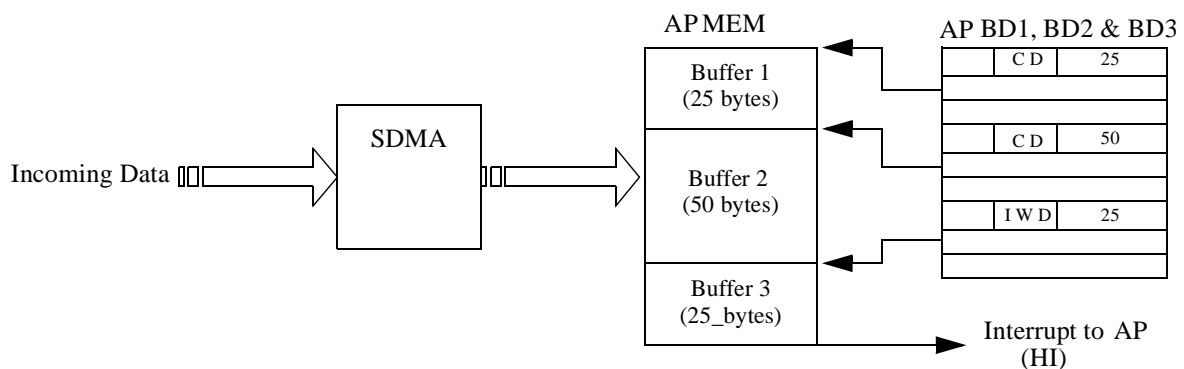 AP MEM
AP BD1, BD2 & BD3
Buffer 1
(25 bytes)
C D 25
SDMA
C D 50
Incoming Data
Buffer 2
(50 bytes)
I W D 25
Buffer 3
(25_bytes)
Interrupt to AP
(HI)